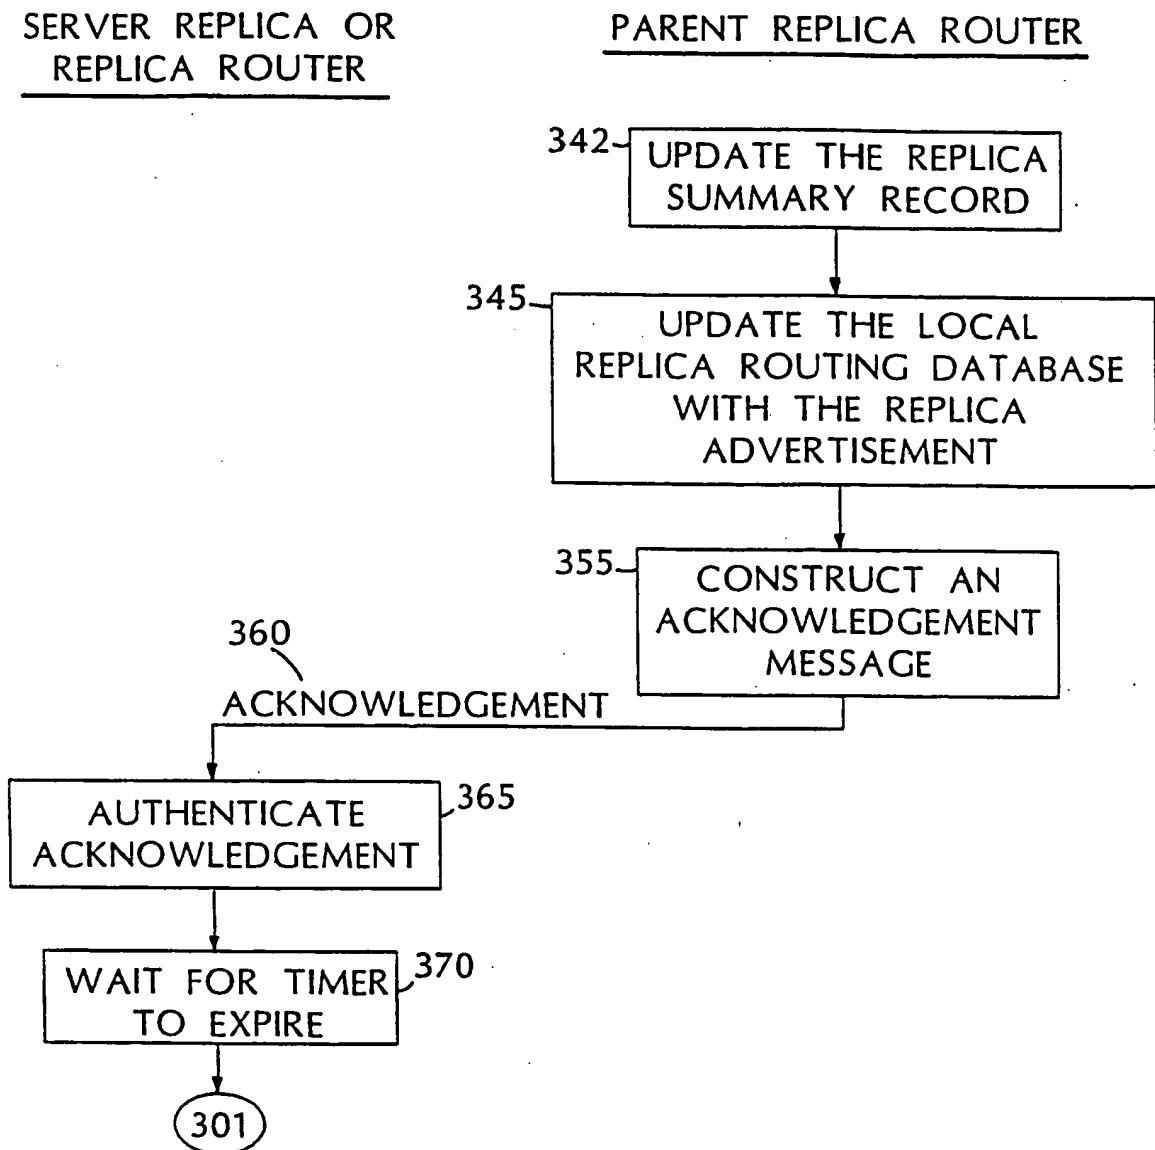 SERVER REPLICA OR
REPLICA ROUTER
PARENT REPLICA ROUTER
342
UPDATE THE REPLICA
SUMMARY RECORD
345
UPDATE THE LOCAL
REPLICA ROUTING DATABASE
WITH THE REPLICA
ADVERTISEMENT
355
CONSTRUCT AN
ACKNOWLEDGEMENT
MESSAGE
360
ACKNOWLEDGEMENT
AUTHENTICATE
ACKNOWLEDGEMENT
365
WAIT FOR TIMER
TO EXPIRE
370
301